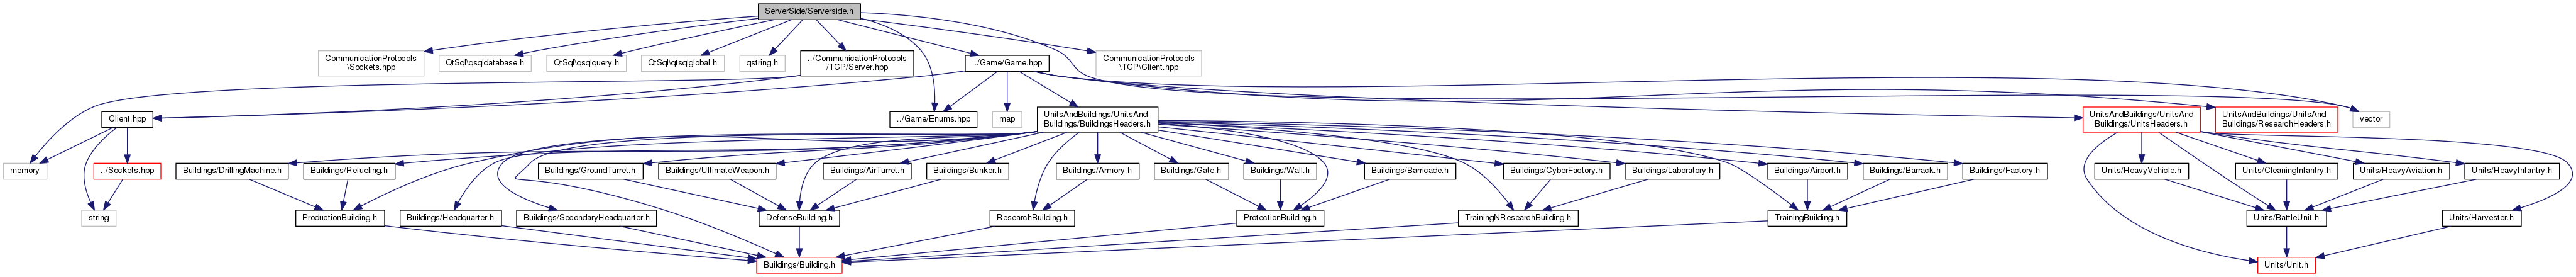 ServerSide/Serverside.h
CommunicationProtocols
\Sockets.hpp
QtSql\qsqldatabase.h
QtSql\qsqlquery.h
QtSql\qtsqlglobal.h
qstring.h
../CommunicationProtocols
/TCP/Server.hpp
../Game/Game.hpp
CommunicationProtocols
\TCP\Client.hpp
Client.hpp
../Game/Enums.hpp
map
UnitsAndBuildings/UnitsAnd
Buildings/BuildingsHeaders.h
UnitsAndBuildings/UnitsAnd
Buildings/UnitsHeaders.h
UnitsAndBuildings/UnitsAnd
Buildings/ResearchHeaders.h
vector
memory
../Sockets.hpp
Buildings/DrillingMachine.h
Buildings/Refueling.h
Buildings/GroundTurret.h
Buildings/UltimateWeapon.h
Buildings/AirTurret.h
Buildings/Bunker.h
Buildings/Armory.h
Buildings/Gate.h
Buildings/Wall.h
Buildings/Barricade.h
Buildings/CyberFactory.h
Buildings/Laboratory.h
Buildings/Airport.h
Buildings/Barrack.h
Buildings/Factory.h
Units/HeavyVehicle.h
Units/CleaningInfantry.h
Units/HeavyAviation.h
Units/HeavyInfantry.h
string
ProductionBuilding.h
Buildings/Headquarter.h
Buildings/SecondaryHeadquarter.h
DefenseBuilding.h
ResearchBuilding.h
ProtectionBuilding.h
TrainingNResearchBuilding.h
TrainingBuilding.h
Units/BattleUnit.h
Units/Harvester.h
Buildings/Building.h
Units/Unit.h